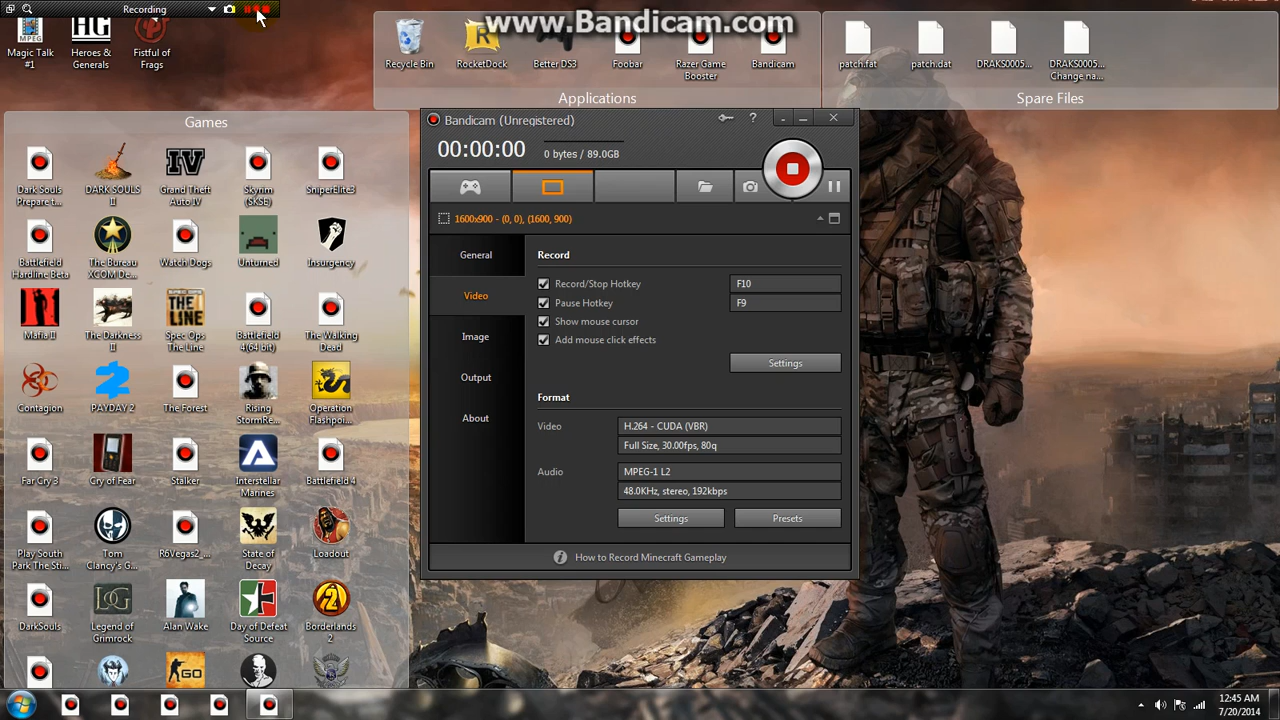 Recording
www.Bandicam.com
Magic Talk
#1
Heroes &
Generals
Fistful of
Frags
Recycle Bin
RocketDock
Better DS3
Foobar
Razer Game
Booster
Bandicam
patch.fat
patch.dat
DRAKS0005...
DRAKS0005...
Change na...
Applications
Spare Files
Games
Dark Souls
Prepare t...
DARK SOULS
II
Grand Theft
Auto IV
Skyrim
(SKSE)
SniperElite3
Battlefield
Hardline Beta
The Bureau
XCOM De...
Watch Dogs
Unturned
Insurgency
Mafia II
The Darkness
II
Spec Ops
The Line
Battlefield
4(64 bit)
The Walking
Dead
Contagion
PAYDAY 2
The Forest
Rising
StormRe...
Operation
Flashpoi...
Far Cry 3
Cry of Fear
Stalker
Interstellar
Marines
Battlefield 4
Play South
Park The Sti...
Tom
Clancy's G...
R6Vegas2_...
State of
Decay
Loadout
DarkSouls
Legend of
Grimrock
Alan Wake
Day of Defeat
Source
Borderlands
2
Bandicam (Unregistered)
00:00:00
0 bytes / 89.0GB
1600x900 - (0, 0), (1600, 900)
General
Video
Image
Output
About
Record
Record/Stop Hotkey
F10
Pause Hotkey
F9
Show mouse cursor
Add mouse click effects
Settings
Format
Video
H.264 - CUDA (VBR)
Full Size, 30.00fps, 80q
Audio
MPEG-1 L2
48.0KHz, stereo, 192kbps
Settings
Presets
How to Record Minecraft Gameplay
12:45 AM
7/20/2014